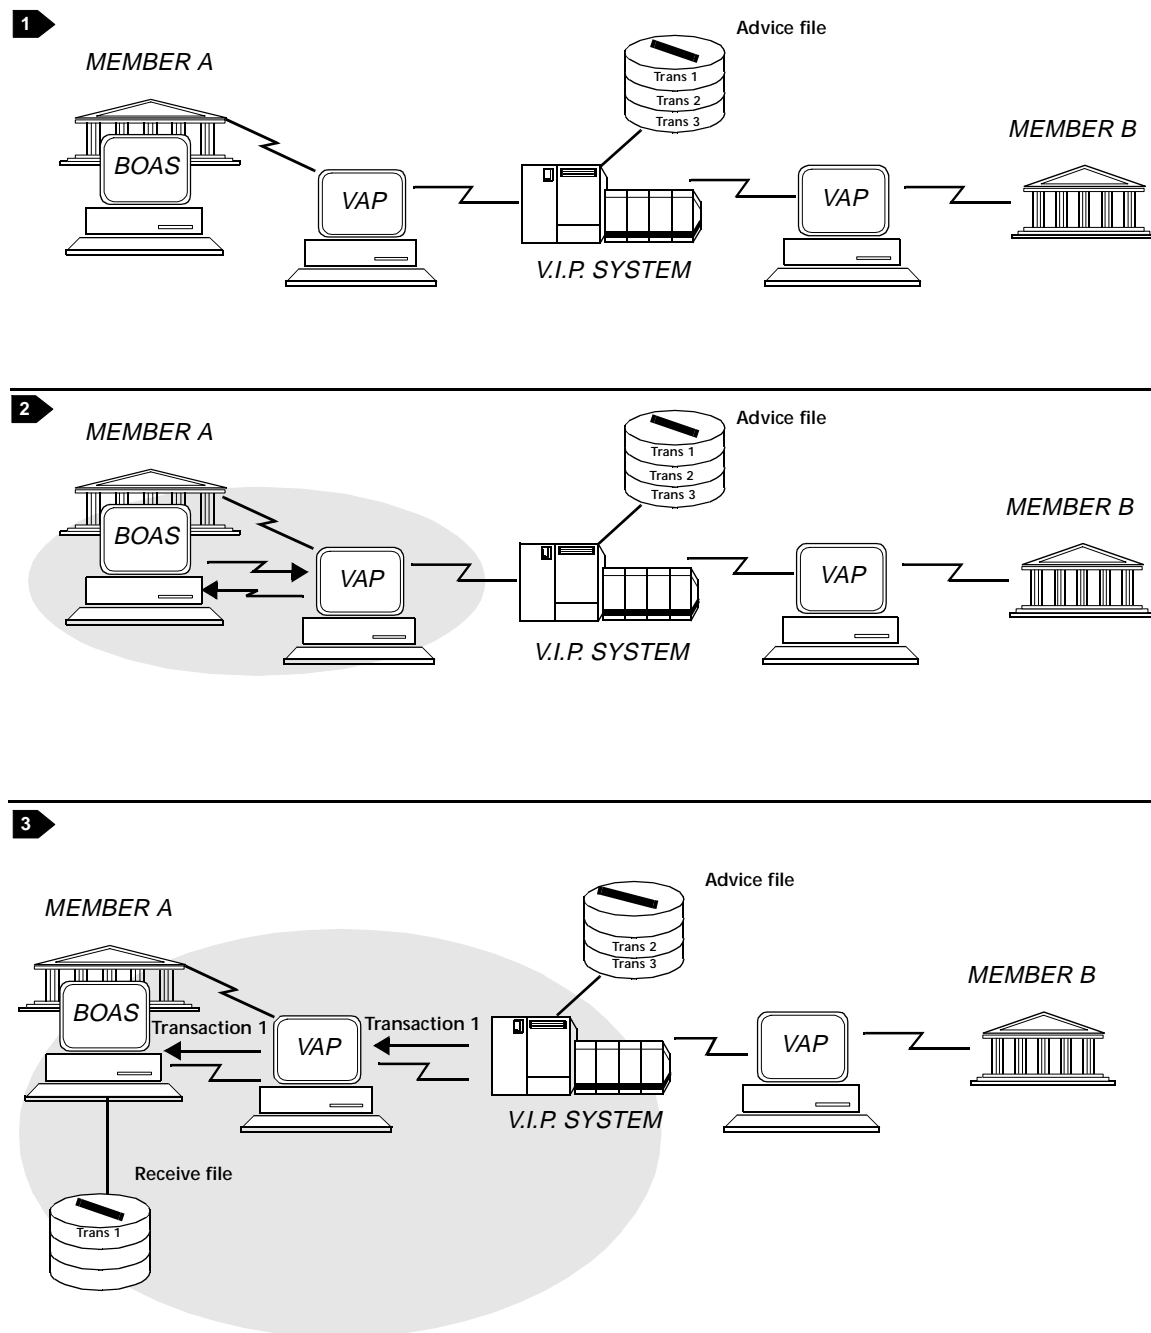 1
Advice file
MEMBER A
Trans 1
Trans 2
Trans 3
MEMBER B
BOAS
VAP
VAP
V.I.P. SYSTEM
2
Advice file
MEMBER A
Trans 1
Trans 2
Trans 3
MEMBER B
BOAS
VAP
VAP
V.I.P. SYSTEM
3
Advice file
MEMBER A
Trans 2
Trans 3
MEMBER B
BOAS
Transaction 1
Transaction 1
VAP
VAP
V.I.P. SYSTEM
Receive file
Trans 1